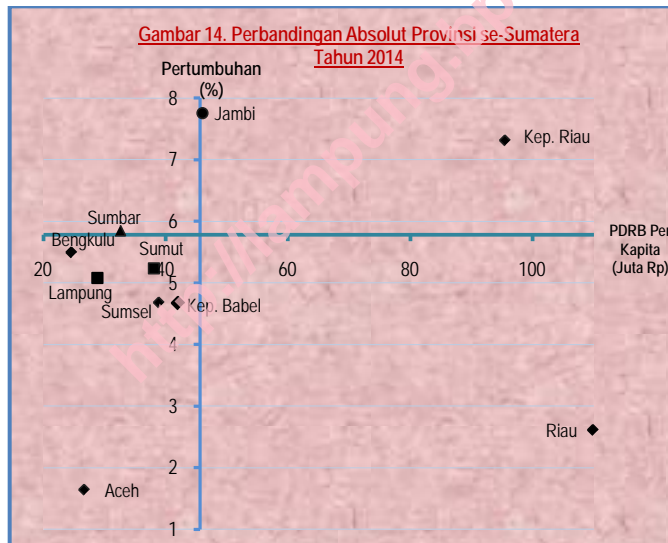 Gambar 14. Perbandingan Absolut Provinsi se-Sumatera
Tahun 2014
Pertumbuhan
(%)
8
Jambi
Kep. Riau
7
6
Sumbar
PDRB Per
Kapita
(Juta Rp)
Bengkulu
Sumut
20
40
5
60
80
100
Lampung
Sumsel
Kep. Babel
4
3
Riau
2
Aceh
1